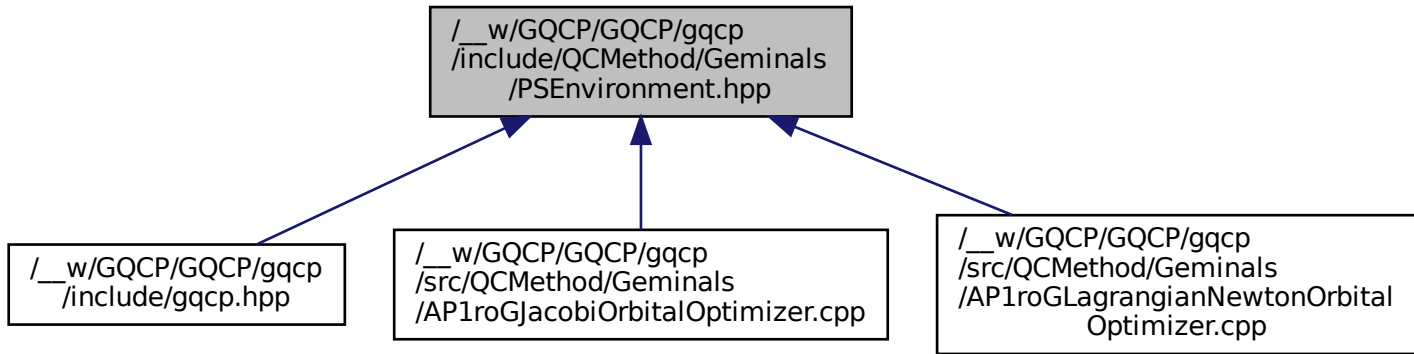 /__w/GQCP/GQCP/gqcp
/include/QCMethod/Geminals
/PSEnvironment.hpp
/__w/GQCP/GQCP/gqcp
/include/gqcp.hpp
/__w/GQCP/GQCP/gqcp
/src/QCMethod/Geminals
/AP1roGJacobiOrbitalOptimizer.cpp
/__w/GQCP/GQCP/gqcp
/src/QCMethod/Geminals
/AP1roGLagrangianNewtonOrbital
Optimizer.cpp